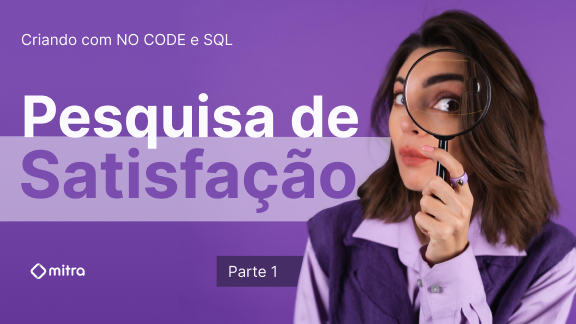 Criando com NO CODE e SQL
Pesquisa de
Satisfação
mitra
Parte 1